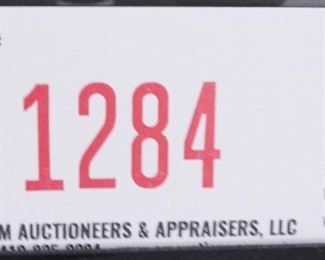 1284
M AUCTIONEERS & APPRAISERS, LLC